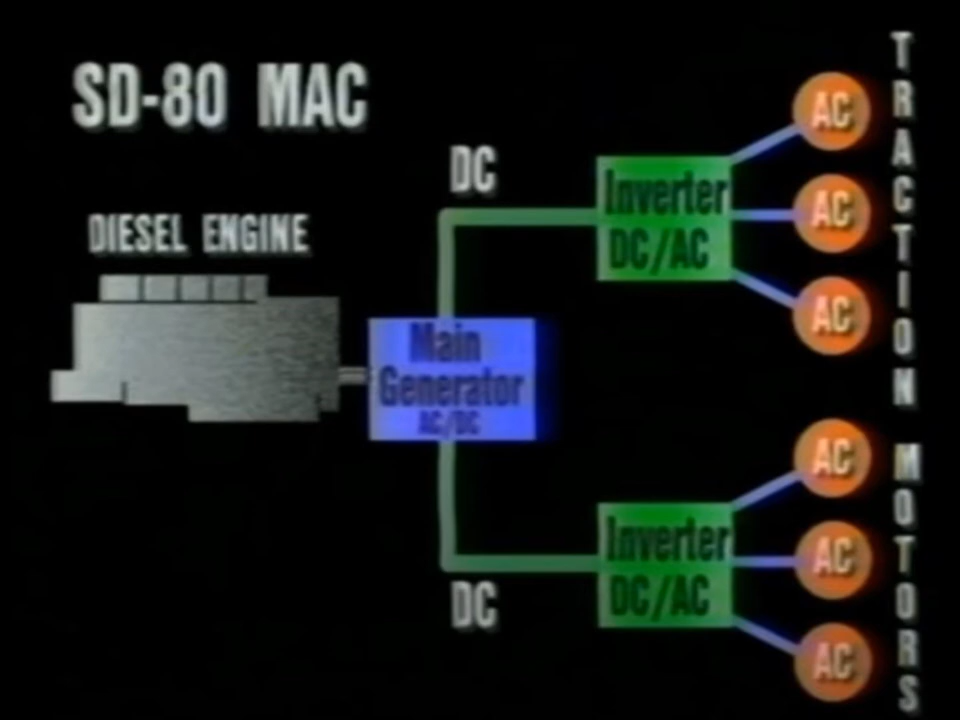 SD-80 MAC
DIESEL ENGINE
Main
Generator
AC/DC
DC
Inverter
DC/AC
AC
AC
AC
DC
Inverter
DC/AC
AC
AC
AC
TRACTION
MOTORS